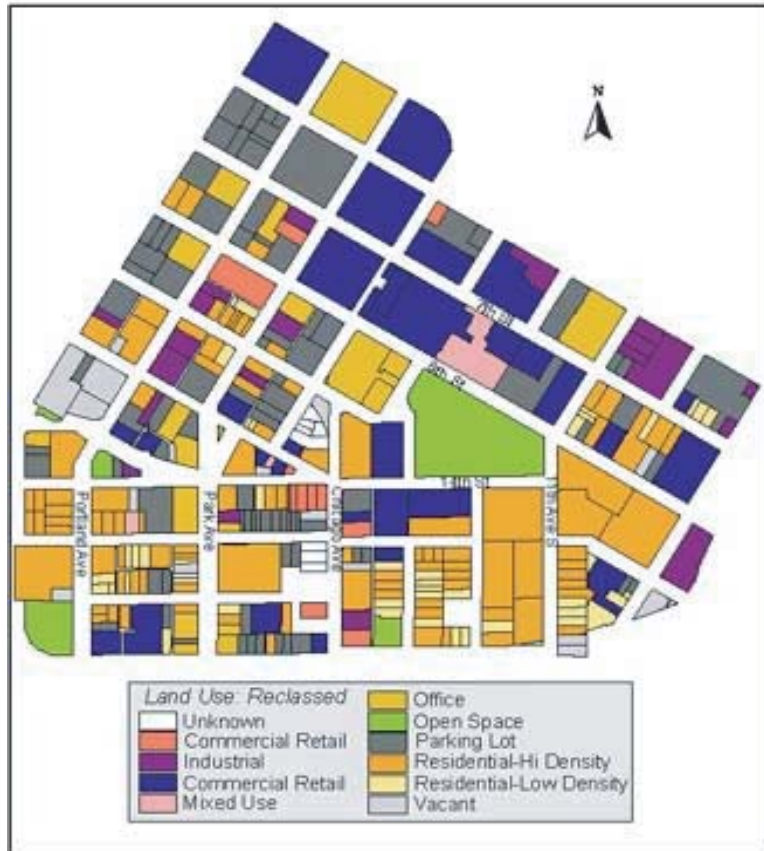 N
7th St
9th St
14th St
Portland Ave
Park Ave
Chicago Ave
11th Ave S
Land Use: Reclassed
Unknown
Commercial Retail
Industrial
Commercial Retail
Mixed Use
Office
Open Space
Parking Lot
Residential-Hi Density
Residential-Low Density
Vacant